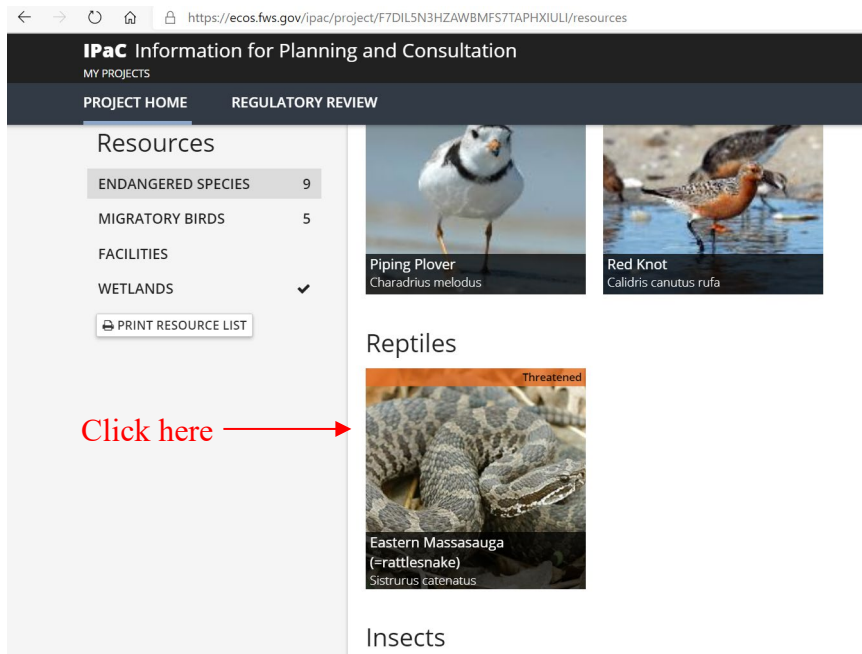 https://ecos.fws.gov/ipac/project/F7DIL5N3HZAWBMFS7TAPHXIULI/resources
IPaC Information for Planning and Consultation
MY PROJECTS
PROJECT HOME REGULATORY REVIEW
Resources
ENDANGERED SPECIES 9
MIGRATORY BIRDS 5
FACILITIES
WETLANDS ✔
PRINT RESOURCE LIST
Piping Plover
Charadrius melodus
Red Knot
Calidris canutus rufa
Reptiles
Threatened
Click here
Eastern Massasauga
(=rattlesnake)
Sistrurus catenatus
Insects